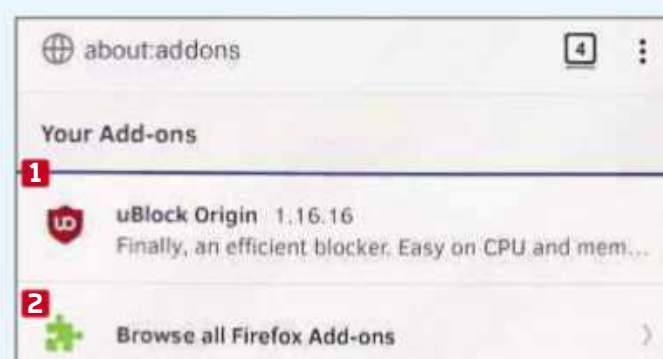 about:addons 4
Your Add-ons
1
uBlock Origin 1.16.16
uo
Finally, an efficient blocker. Easy on CPU and mem...
2
Browse all Firefox Add-ons